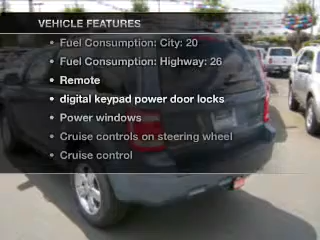 VEHICLE FEATURES
• Fuel Consumption: City: 20
• Fuel Consumption: Highway: 26
• Remote
• digital keypad power door locks
• Power windows
• Cruise controls on steering wheel
• Cruise control